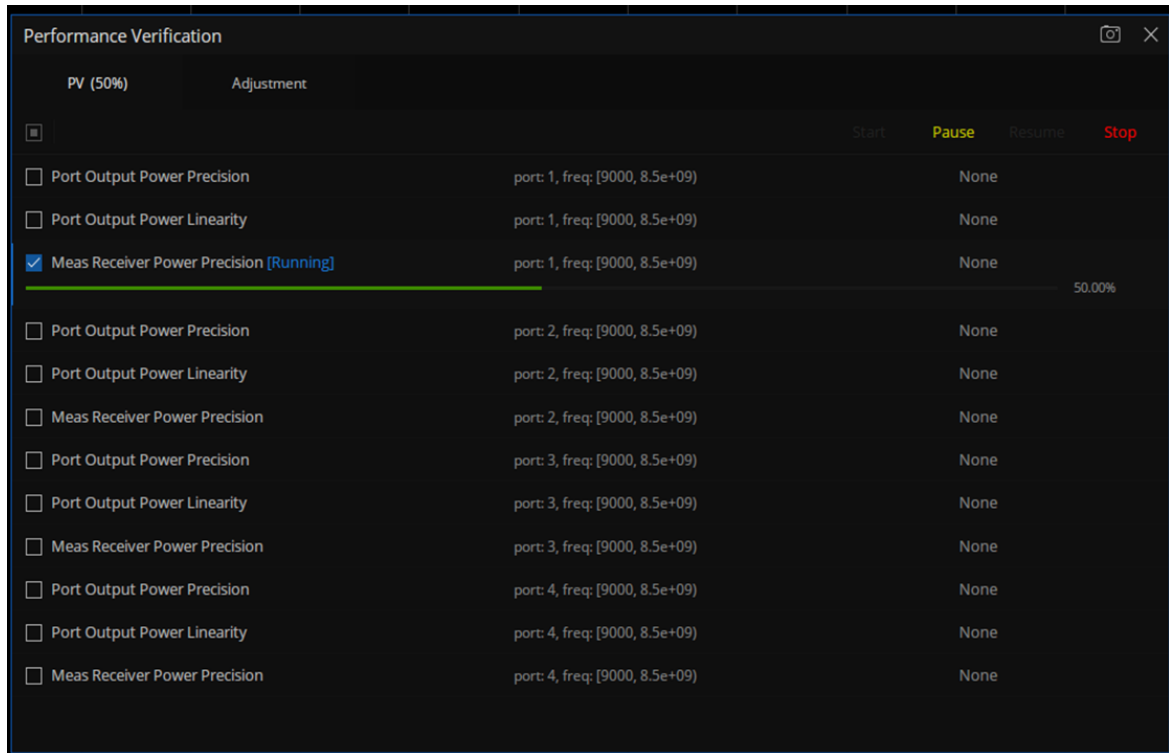 Performance Verification
PV (50%) Adjustment
Start Pause Resume Stop
Port Output Power Precision port: 1, freq: [9000, 8.5e+09) None
Port Output Power Linearity port: 1, freq: [9000, 8.5e+09) None
Meas Receiver Power Precision [Running] port: 1, freq: [9000, 8.5e+09) None
50.00%
Port Output Power Precision port: 2, freq: [9000, 8.5e+09) None
Port Output Power Linearity port: 2, freq: [9000, 8.5e+09) None
Meas Receiver Power Precision port: 2, freq: [9000, 8.5e+09) None
Port Output Power Precision port: 3, freq: [9000, 8.5e+09) None
Port Output Power Linearity port: 3, freq: [9000, 8.5e+09) None
Meas Receiver Power Precision port: 3, freq: [9000, 8.5e+09) None
Port Output Power Precision port: 4, freq: [9000, 8.5e+09) None
Port Output Power Linearity port: 4, freq: [9000, 8.5e+09) None
Meas Receiver Power Precision port: 4, freq: [9000, 8.5e+09) None